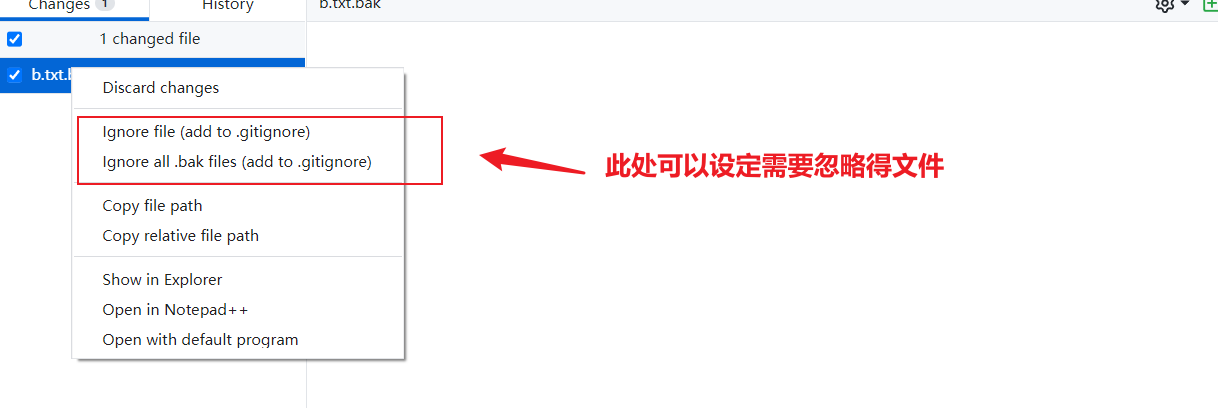 Changes 1
History
b.txt.bak
1 changed file
b.txt.b
Discard changes
Ignore file (add to .gitignore)
Ignore all .bak files (add to .gitignore)
此处可以设定需要忽略得文件
Copy file path
Copy relative file path
Show in Explorer
Open in Notepad++
Open with default program